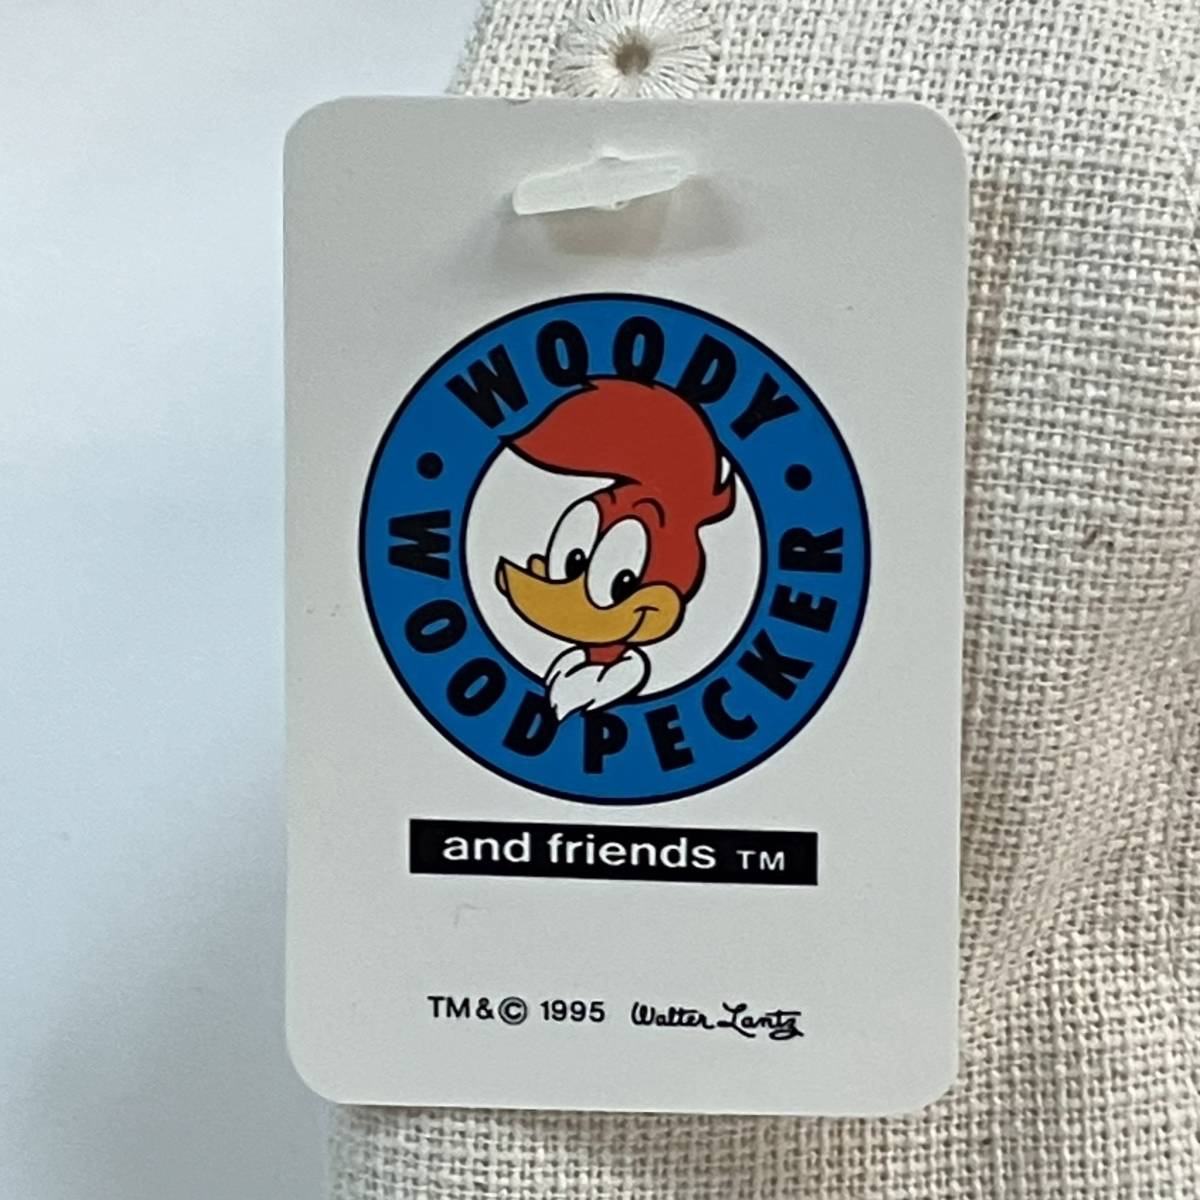 WOODY
WOODPECKER
and friends TM
TM & © 1995 Walter Lantz